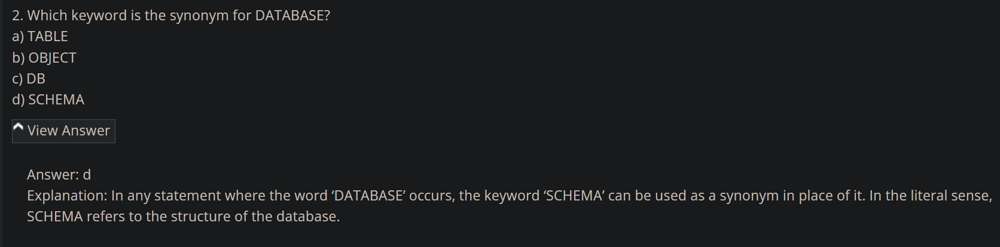 2. Which keyword is the synonym for DATABASE?
a) TABLE
b) OBJECT
c) DB
d) SCHEMA
View Answer
Answer: d
Explanation: In any statement where the word ‘DATABASE’ occurs, the keyword ‘SCHEMA’ can be used as a synonym in place of it. In the literal sense,
SCHEMA refers to the structure of the database.